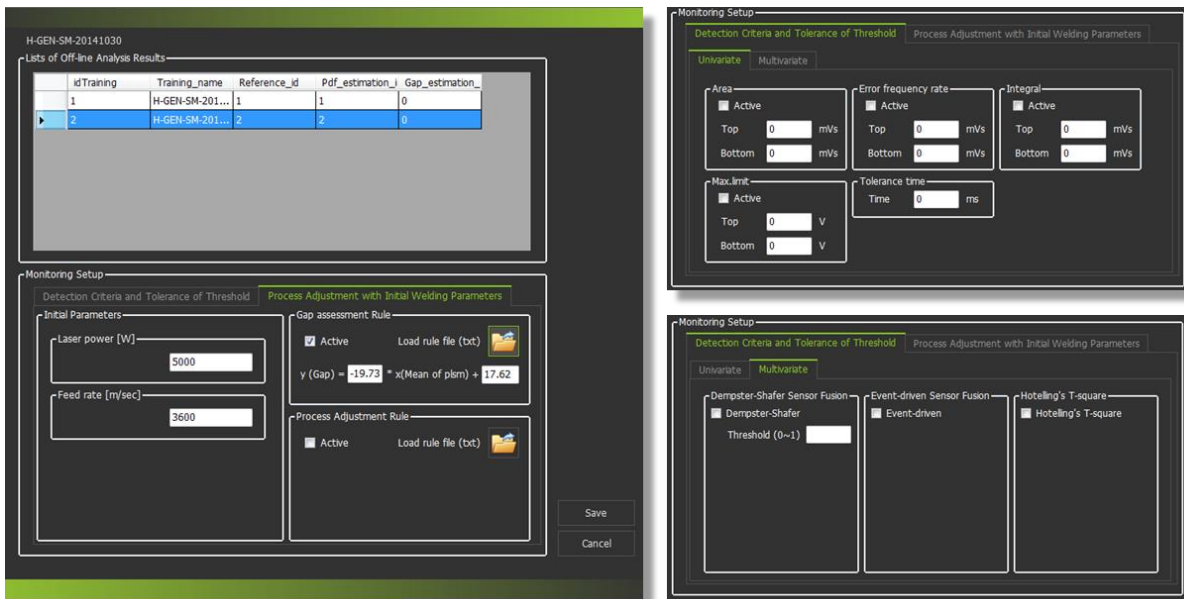 H-GEN-SM-20141030
Lists of Off-line Analysis Results
idTraining Training_name Reference_id Pdf_estimation_i Gap_estimation_
1 H-GEN-SM-201... 1 1 0
2 H-GEN-SM-201... 2 2 0
Monitoring Setup
Detection Criteria and Tolerance of Threshold Process Adjustment with Initial Welding Parameters
Initial Parameters
Laser power [W]
5000
Feed rate [m/sec]
3600
Gap assessment Rule
Active Load rule file (txt)
y (Gap) = -19.73 * x(Mean of plsm) + 17.62
Process Adjustment Rule
Active Load rule file (txt)
Save
Cancel
Monitoring Setup
Detection Criteria and Tolerance of Threshold Process Adjustment with Initial Welding Parameters
Univariate Multivariate
Area Error frequency rate Integral
Active Active Active
Top 0 mVs Top 0 mVs Top 0 mVs
Bottom 0 mVs Bottom 0 mVs Bottom 0 mVs
Max.limit Tolerance time
Active Time 0 ms
Top 0 V
Bottom 0 V
Monitoring Setup
Detection Criteria and Tolerance of Threshold Process Adjustment with Initial Welding Parameters
Univariate Multivariate
Dempster-Shafer Sensor Fusion Event-driven Sensor Fusion Hotelling's T-square
Dempster-Shafer Event-driven Hotelling's T-square
Threshold (0~1)